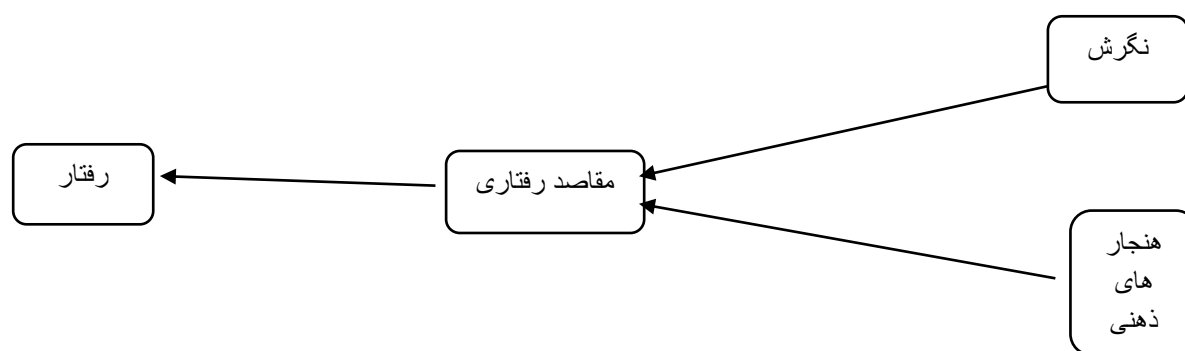 نگرش
مقاصد رفتاری
رفتار
هنجار
های
ذهنی